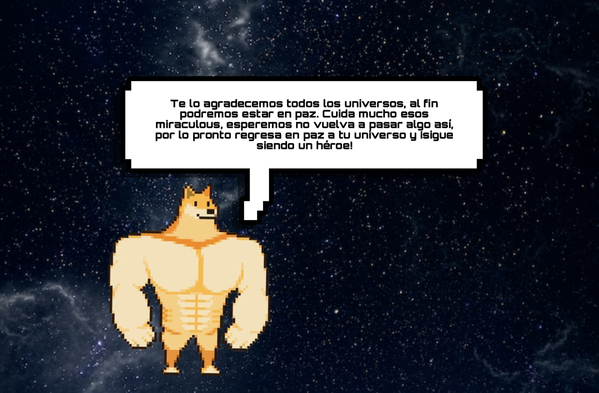 Te lo agradecemos todos los universos, al fin
podremos estar en paz. Cuida mucho esos
miraculous, esperemos no vuelva a pasar algo así,
por lo pronto regresa en paz a tu universo y ¡sigue
siendo un héroe!